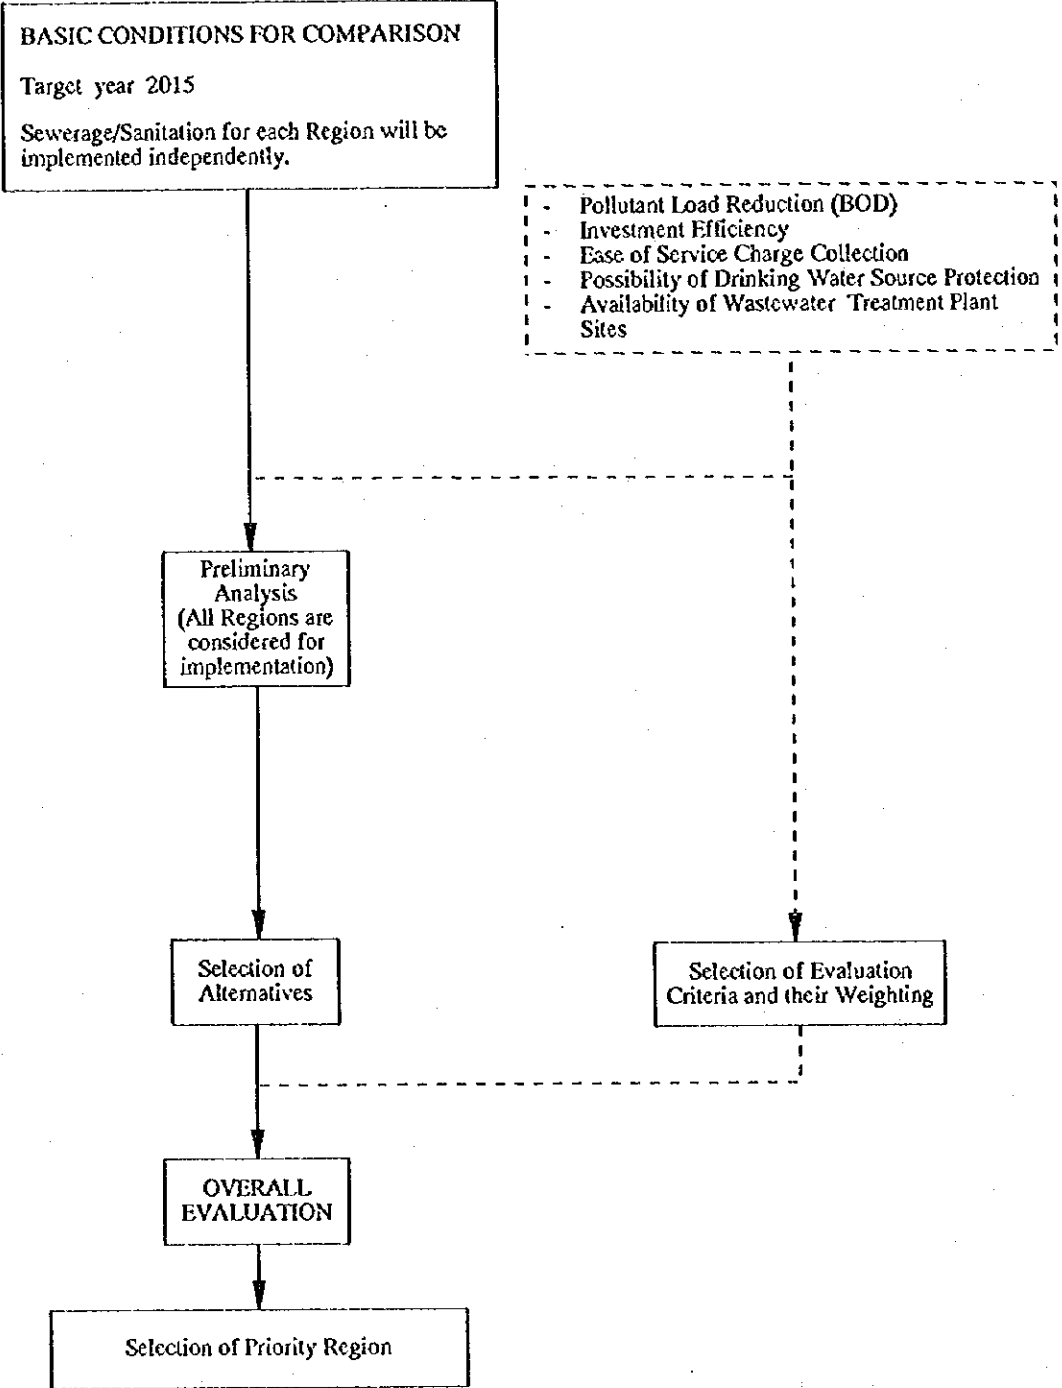 BASIC CONDITIONS FOR COMPARISON
Target year 2015
Sewerage/Sanitation for each Region will be
implemented independently.
- Pollutant Load Reduction (BOD)
- Investment Efficiency
- Ease of Service Charge Collection
- Possibility of Drinking Water Source Protection
- Availability of Wastewater Treatment Plant
Sites
Preliminary
Analysis
(All Regions are
considered for
implementation)
Selection of
Alternatives
Selection of Evaluation
Criteria and their Weighting
OVERALL
EVALUATION
Selection of Priority Region